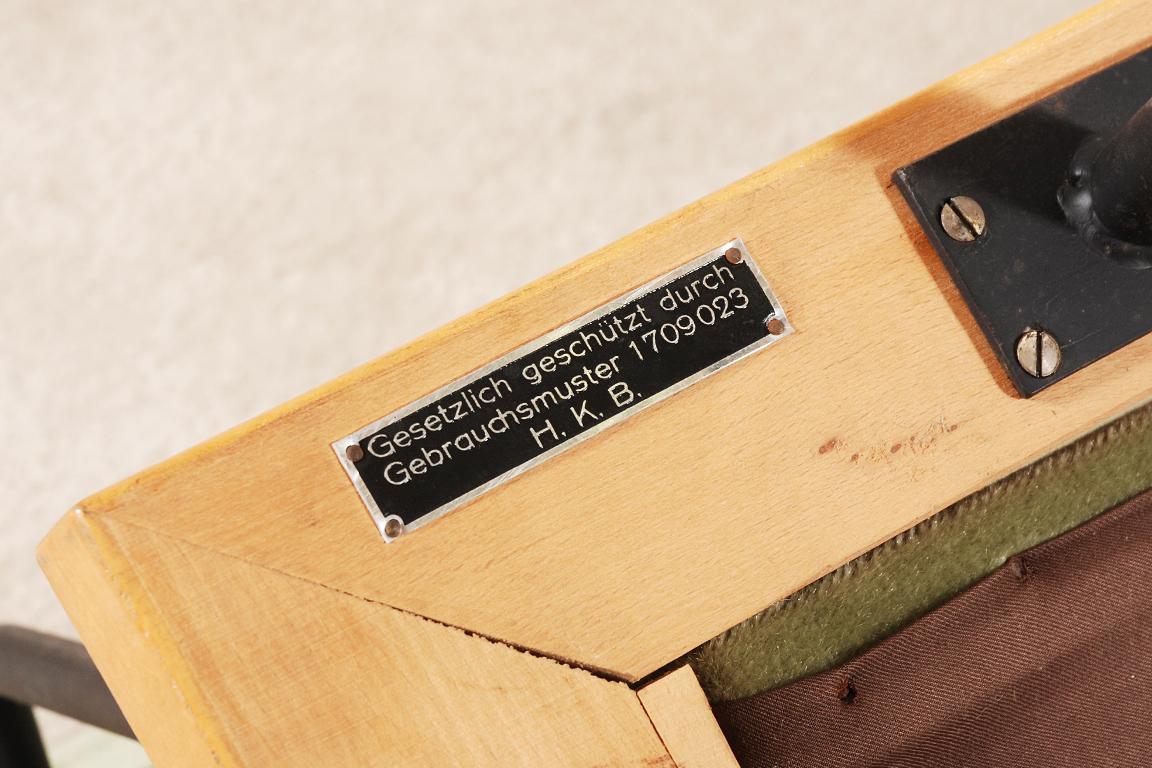 Gesetzlich geschützt durch
Gebrauchsmuster 1709023
H. K. B.